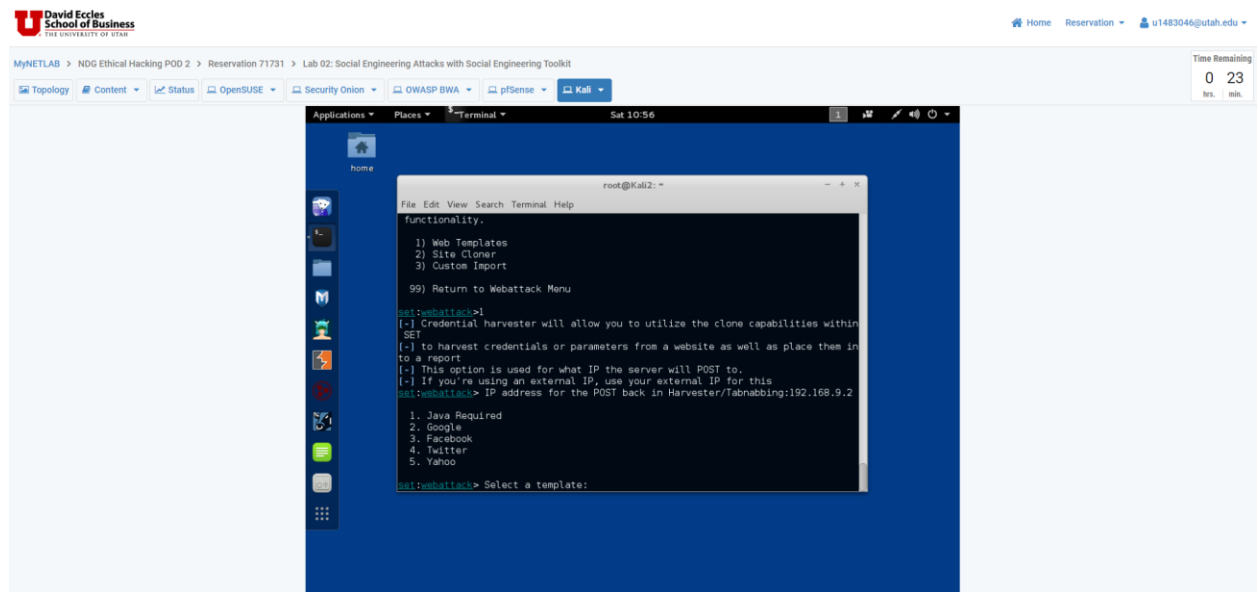 David Eccles
School of Business
THE UNIVERSITY OF UTAH
Home Reservation u1483046@utah.edu
MyNETLAB > NDG Ethical Hacking POD 2 > Reservation 71731 > Lab 02: Social Engineering Attacks with Social Engineering Toolkit
Time Remaining
0 23
hrs. min.
Topology Content Status OpenSUSE Security Onion OWASP BWA pfSense Kali
Applications Places Terminal Sat 10:56 1
home
root@Kali2: ~
File Edit View Search Terminal Help
functionality.
1) Web Templates
2) Site Cloner
3) Custom Import
99) Return to Webattack Menu
set:webattack>1
[-] Credential harvester will allow you to utilize the clone capabilities within
SET
[-] to harvest credentials or parameters from a website as well as place them in
to a report
[-] This option is used for what IP the server will POST to.
[-] If you're using an external IP, use your external IP for this
set:webattack> IP address for the POST back in Harvester/Tabnabbing:192.168.9.2
1. Java Required
2. Google
3. Facebook
4. Twitter
5. Yahoo
set:webattack> Select a template: